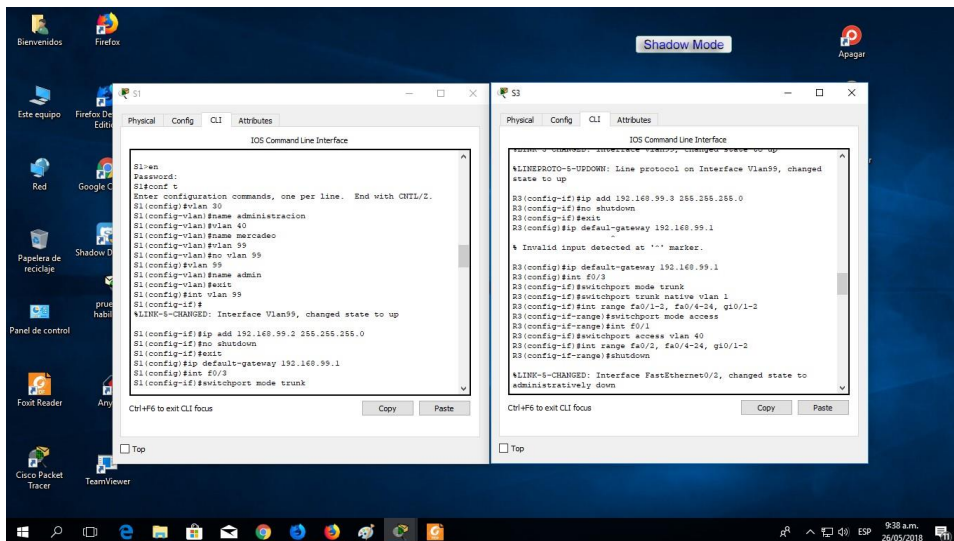 Bienvenidos
Firefox
Shadow Mode
Apagar
Este equipo
Firefox De
Editi
Red
Google C
Papelera de
reciclaje
Shadow D
prue
habil
Panel de control
Foxit Reader
Any
Cisco Packet
Tracer
TeamViewer
S1
Physical Config CLI Attributes
IOS Command Line Interface
S1>en
Password:
S1#conf t
Enter configuration commands, one per line. End with CNTL/Z.
S1(config)#vlan 30
S1(config-vlan)#name administracion
S1(config-vlan)#vlan 40
S1(config-vlan)#name mercadeo
S1(config-vlan)#vlan 99
S1(config-vlan)#no vlan 99
S1(config)#vlan 99
S1(config-vlan)#name admin
S1(config-vlan)#exit
S1(config)#int vlan 99
S1(config-if)#
%LINK-5-CHANGED: Interface Vlan99, changed state to up
S1(config-if)#ip add 192.168.99.2 255.255.255.0
S1(config-if)#no shutdown
S1(config-if)#exit
S1(config)#ip default-gateway 192.168.99.1
S1(config)#int f0/3
S1(config-if)#switchport mode trunk
Ctrl+F6 to exit CLI focus
Copy Paste
Top
S3
Physical Config CLI Attributes
IOS Command Line Interface
%LINK-5-CHANGED: Interface Vlan99, changed state to up
%LINEPROTO-5-UPDOWN: Line protocol on Interface Vlan99, changed
state to up
R3(config-if)#ip add 192.168.99.3 255.255.255.0
R3(config-if)#no shutdown
R3(config-if)#exit
R3(config)#ip defaul-gateway 192.168.99.1
^
% Invalid input detected at '^' marker.
R3(config)#ip default-gateway 192.168.99.1
R3(config)#int f0/3
R3(config-if)#switchport mode trunk
R3(config-if)#switchport trunk native vlan 1
R3(config-if)#int range fa0/1-2, fa0/4-24, gi0/1-2
R3(config-if-range)#switchport mode access
R3(config-if-range)#int f0/1
R3(config-if)#switchport access vlan 40
R3(config-if)#int range fa0/2, fa0/4-24, gi0/1-2
R3(config-if-range)#shutdown
%LINK-5-CHANGED: Interface FastEthernet0/2, changed state to
administratively down
Ctrl+F6 to exit CLI focus
Copy Paste
Top
ESP
9:38 a.m.
26/05/2018